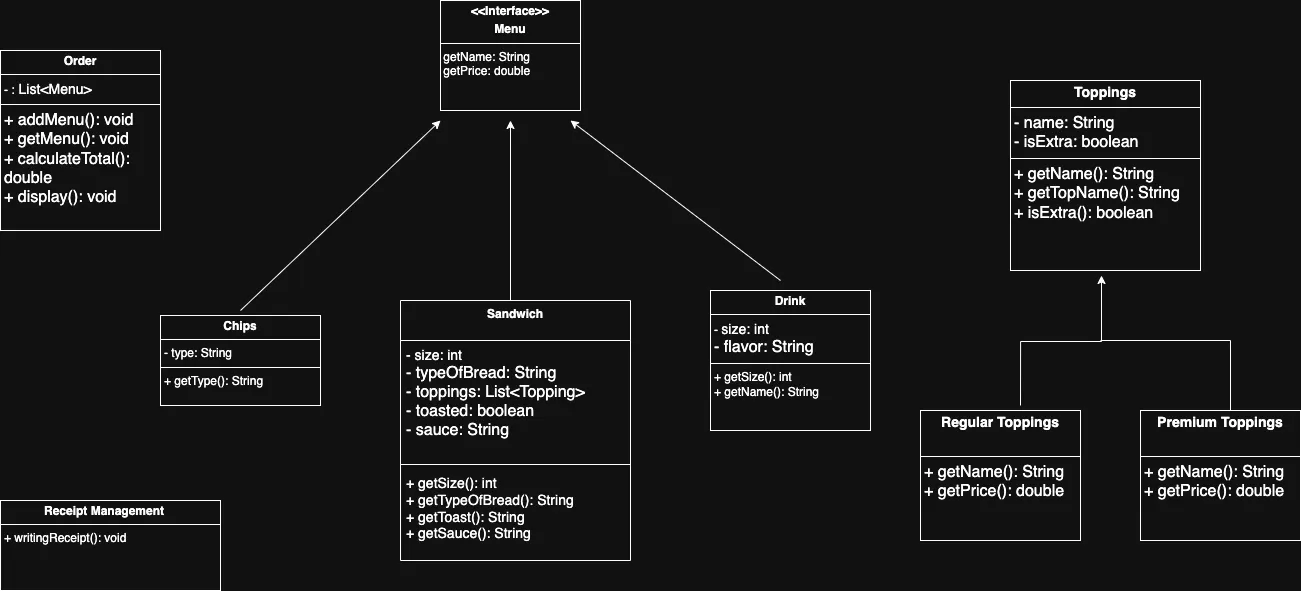 <<Interface>>
Menu
getName: String
getPrice: double
Order
- : List<Menu>
+ addMenu(): void
+ getMenu(): void
+ calculateTotal():
double
+ display(): void
Toppings
- name: String
- isExtra: boolean
+ getName(): String
+ getTopName(): String
+ isExtra(): boolean
Chips
- type: String
+ getType(): String
Sandwich
- size: int
- typeOfBread: String
- toppings: List<Topping>
- toasted: boolean
- sauce: String
+ getSize(): int
+ getTypeOfBread(): String
+ getToast(): String
+ getSauce(): String
Drink
- size: int
- flavor: String
+ getSize(): int
+ getName(): String
Regular Toppings
+ getName(): String
+ getPrice(): double
Premium Toppings
+ getName(): String
+ getPrice(): double
Receipt Management
+ writingReceipt(): void